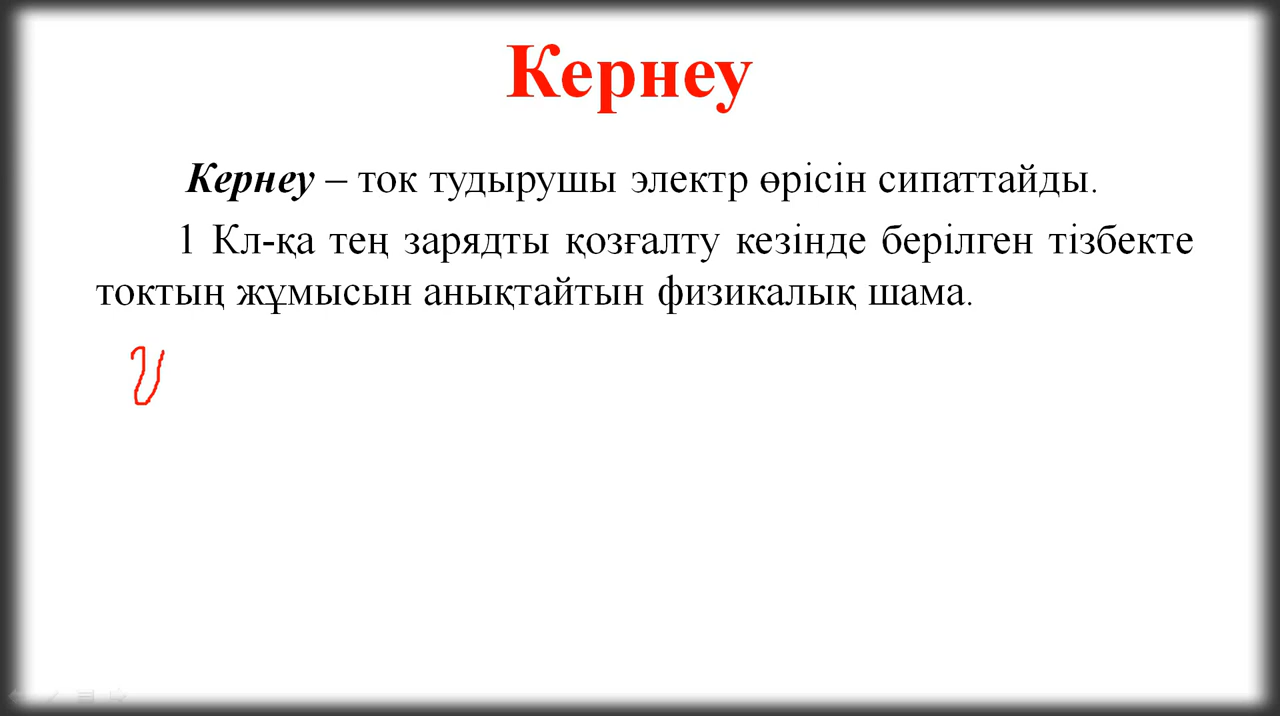 Кернеу
Кернеу – ток тудырушы электр өрісін сипаттайды.
1 Кл-қа тең зарядты қозғалту кезінде берілген тізбекте
токтың жұмысын анықтайтын физикалық шама.
U